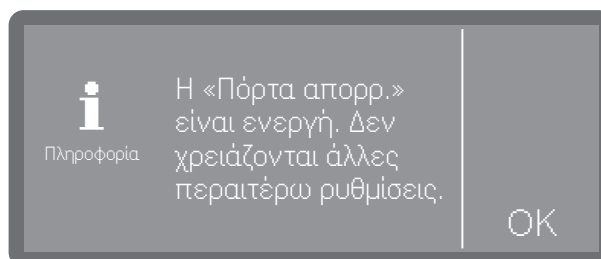 Πληροφορία
Η «Πόρτα απορρ.»
είναι ενεργή. Δεν
χρειάζονται άλλες
περαιτέρω ρυθμίσεις.
OK